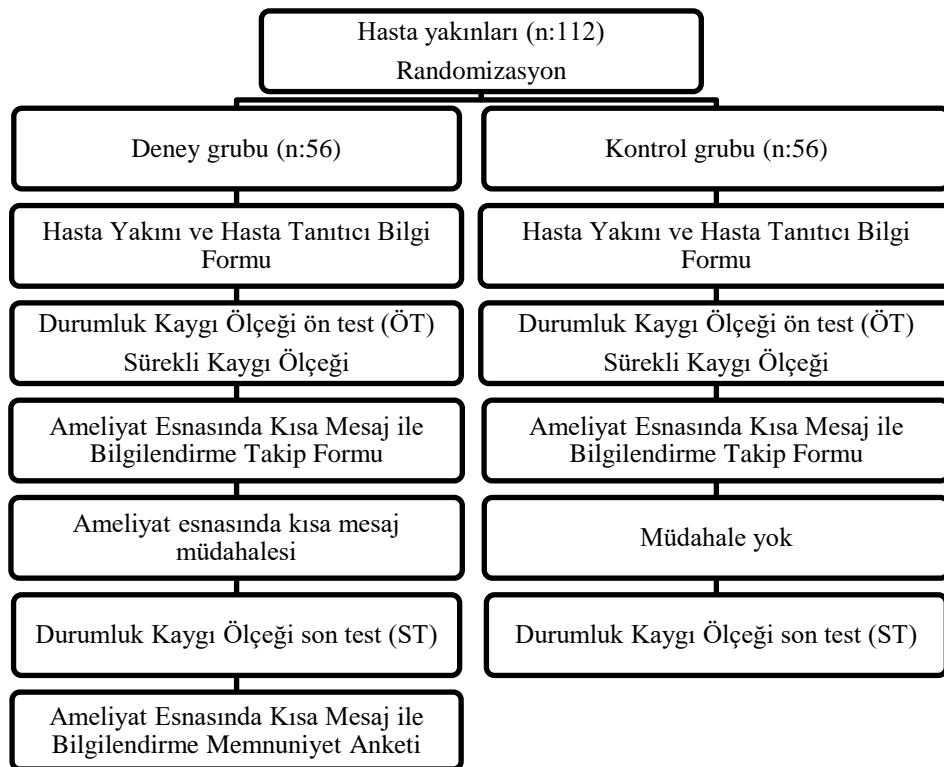 Hasta yakınları (n:112)
Randomizasyon
Deney grubu (n:56)
Hasta Yakını ve Hasta Tanıtıcı Bilgi
Formu
Durumluk Kaygı Ölçeği ön test (ÖT)
Sürekli Kaygı Ölçeği
Ameliyat Esnasında Kısa Mesaj ile
Bilgilendirme Takip Formu
Ameliyat esnasında kısa mesaj
müdahalesi
Durumluk Kaygı Ölçeği son test (ST)
Ameliyat Esnasında Kısa Mesaj ile
Bilgilendirme Memnuniyet Anketi
Kontrol grubu (n:56)
Hasta Yakını ve Hasta Tanıtıcı Bilgi
Formu
Durumluk Kaygı Ölçeği ön test (ÖT)
Sürekli Kaygı Ölçeği
Ameliyat Esnasında Kısa Mesaj ile
Bilgilendirme Takip Formu
Müdahale yok
Durumluk Kaygı Ölçeği son test (ST)